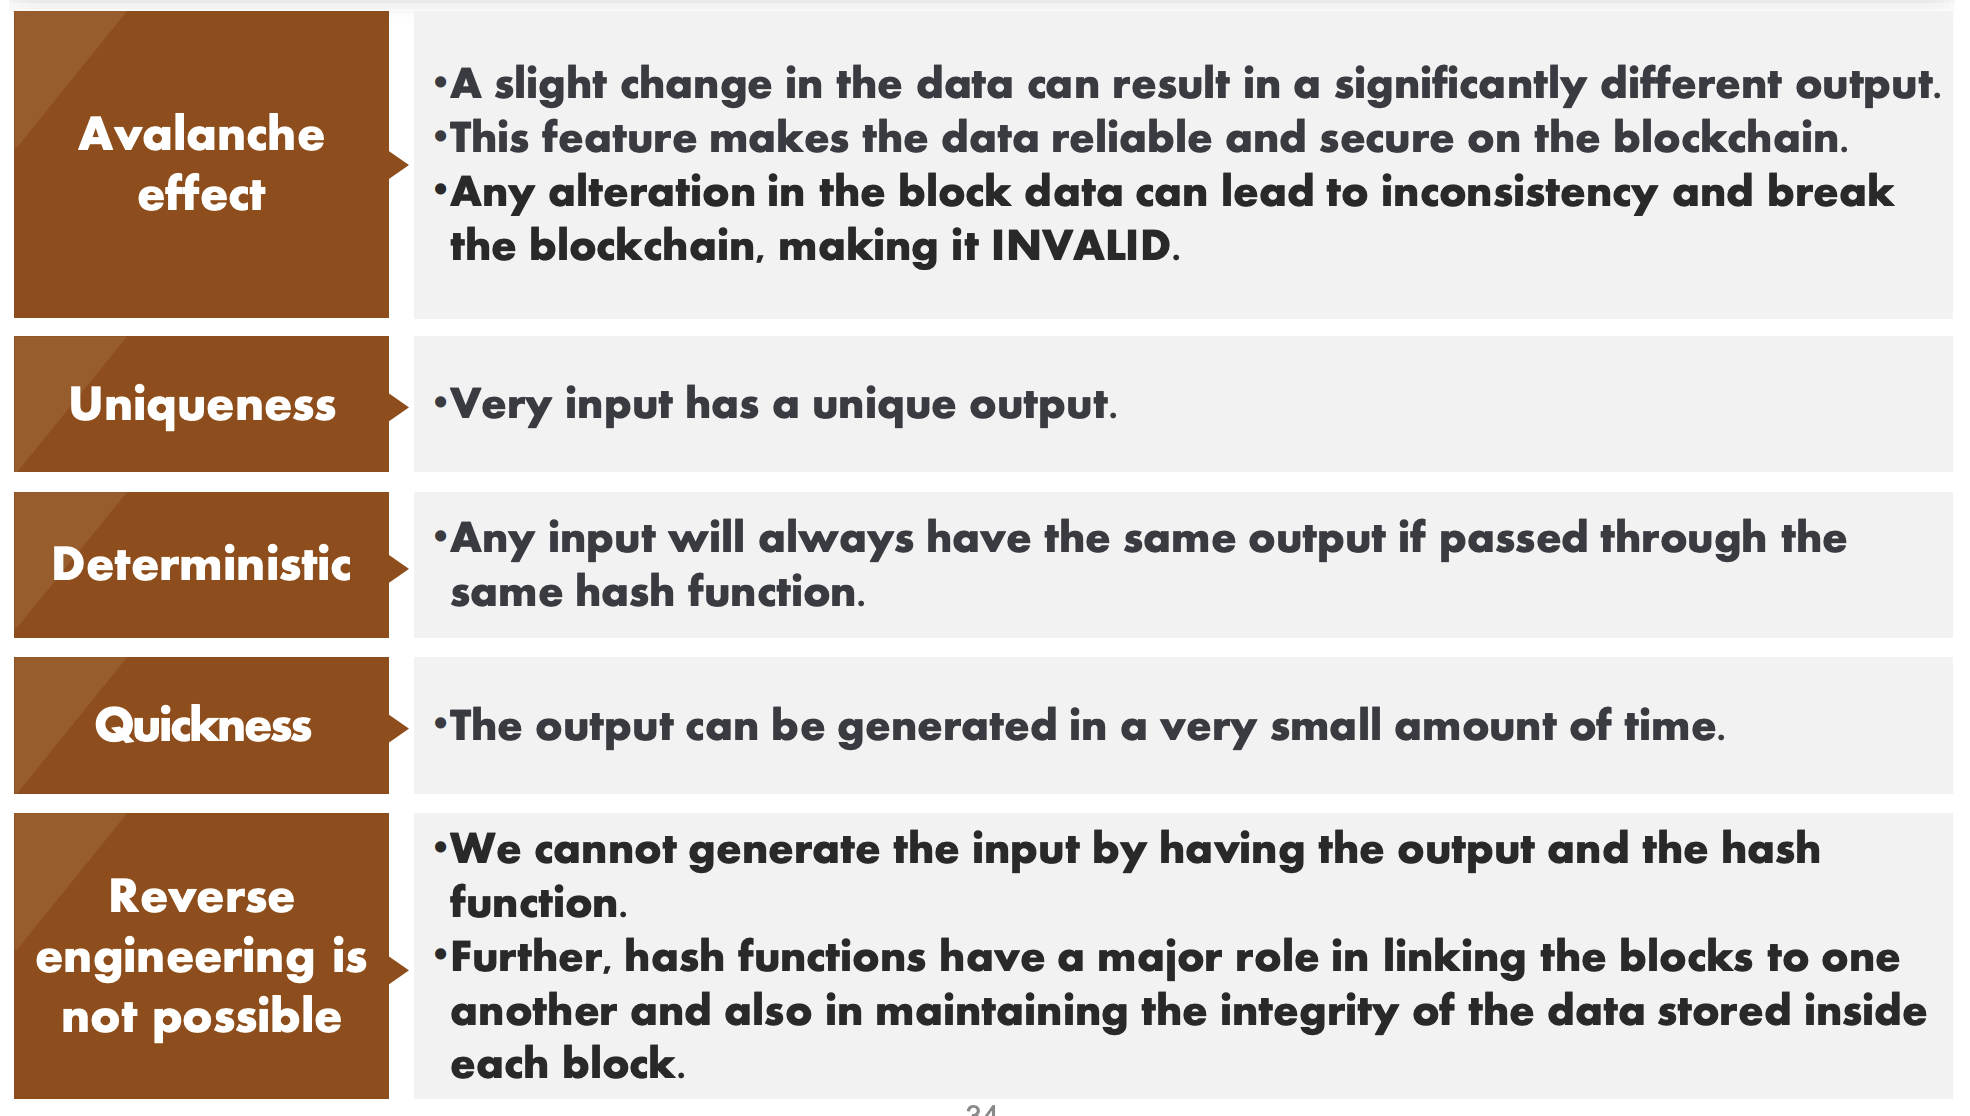 Avalanche
effect
•A slight change in the data can result in a significantly different output.
•This feature makes the data reliable and secure on the blockchain.
•Any alteration in the block data can lead to inconsistency and break
the blockchain, making it INVALID.
Uniqueness
•Very input has a unique output.
Deterministic
•Any input will always have the same output if passed through the
same hash function.
Quickness
•The output can be generated in a very small amount of time.
Reverse
engineering is
not possible
•We cannot generate the input by having the output and the hash
function.
•Further, hash functions have a major role in linking the blocks to one
another and also in maintaining the integrity of the data stored inside
each block.
34